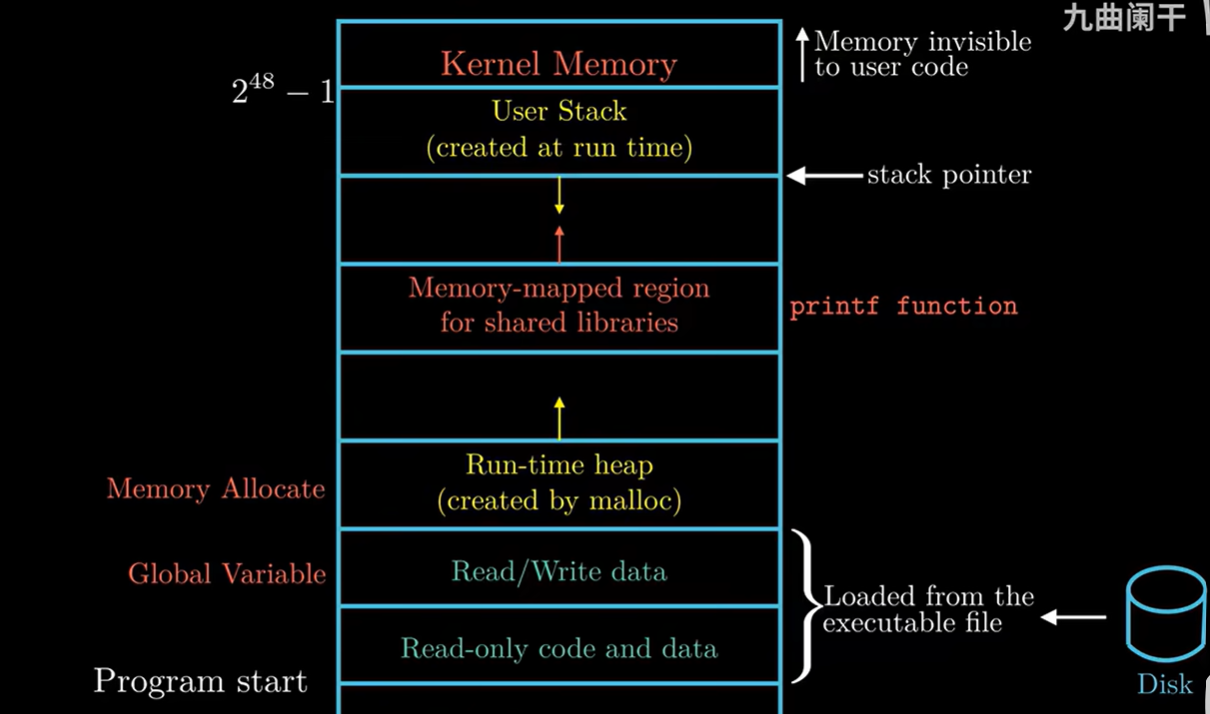 九曲阑干
Kernel Memory
Memory invisible
to user code
2^48 − 1
User Stack
(created at run time)
stack pointer
Memory-mapped region
for shared libraries
printf function
Run-time heap
(created by malloc)
Memory Allocate
Global Variable
Read/Write data
Loaded from the
executable file
Read-only code and data
Program start
Disk